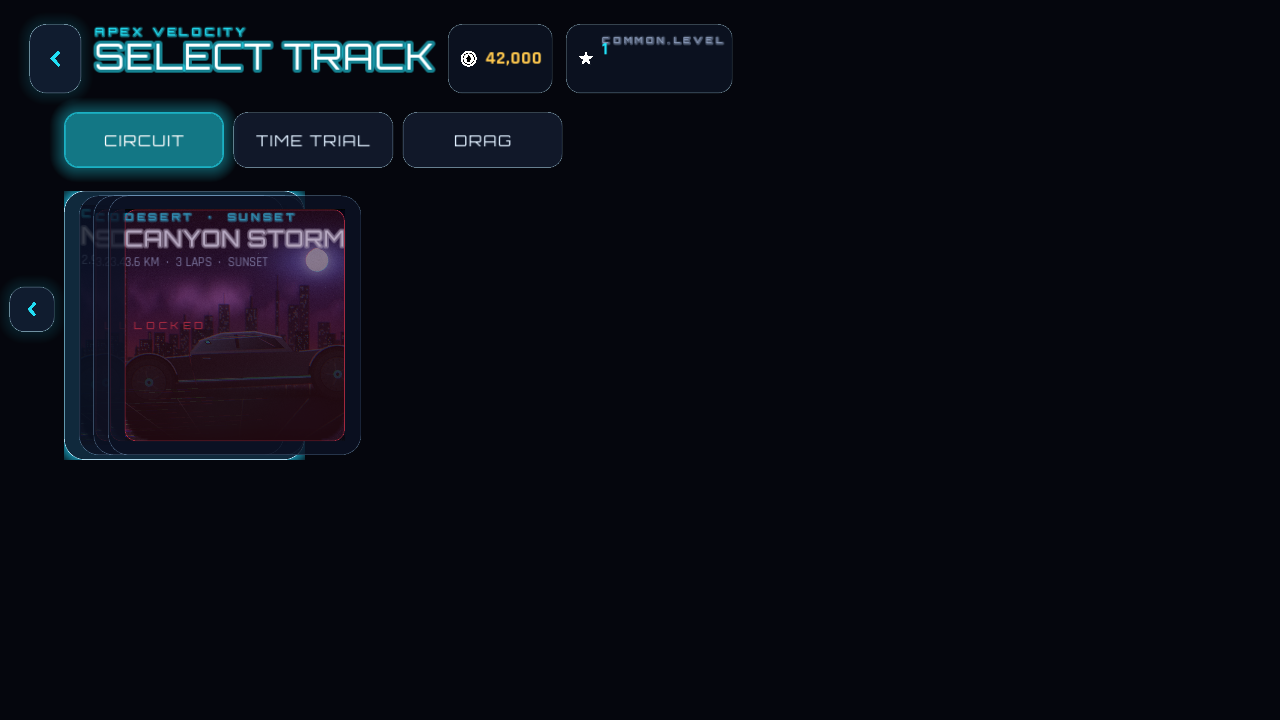 APEX VELOCITY
SELECT TRACK
42,000
COMMON.LEVEL
1
CIRCUIT
TIME TRIAL
DRAG
DESERT · SUNSET
CANYON STORM
3.6 KM · 3 LAPS · SUNSET
LOCKED